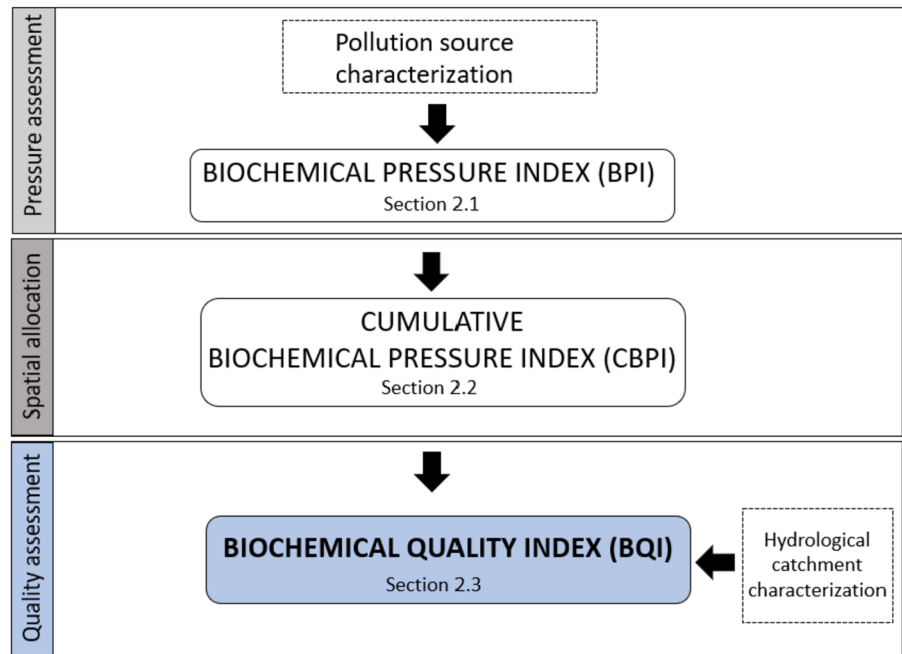 Pressure assessment
Pollution source
characterization
BIOCHEMICAL PRESSURE INDEX (BPI)
Section 2.1
Spatial allocation
CUMULATIVE
BIOCHEMICAL PRESSURE INDEX (CBPI)
Section 2.2
Quality assessment
BIOCHEMICAL QUALITY INDEX (BQI)
Section 2.3
Hydrological
catchment
characterization